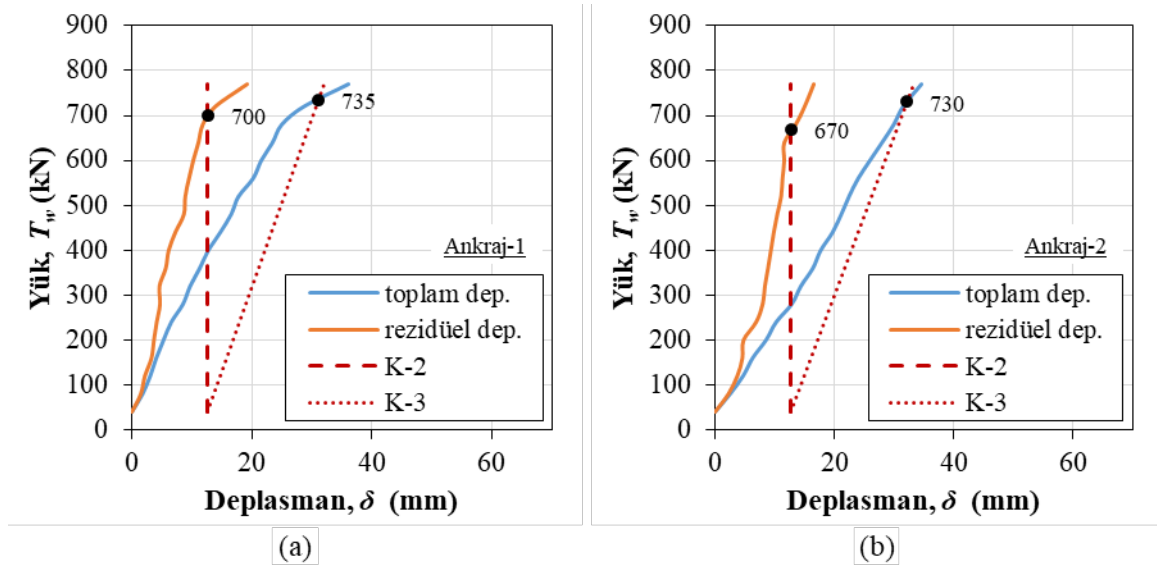 900
800
700
600
500
400
300
200
100
0
Yük, Tw (kN)
700
735
Ankraj-1
toplam dep.
rezidüel dep.
K-2
K-3
0 20 40 60
Deplasman, δ (mm)
(a)
900
800
700
600
500
400
300
200
100
0
Yük, Tw (kN)
670
730
Ankraj-2
toplam dep.
rezidüel dep.
K-2
K-3
0 20 40 60
Deplasman, δ (mm)
(b)